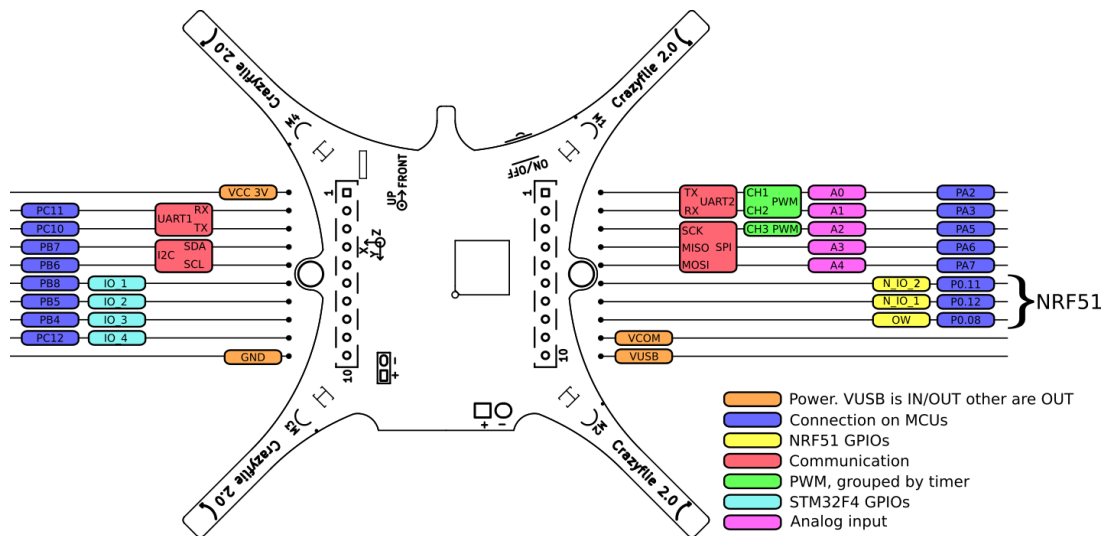 Crazyflie 2.0
Crazyflie 2.0
M4
M1
ON/OFF
FRONT
UP
1
1
VCC 3V
PC11
UART1
RX
PC10
TX
PB7
I2C
SDA
PB6
SCL
PB8
IO_1
PB5
IO_2
PB4
IO_3
PC12
IO_4
GND
X
Y
Z
TX
UART2
CH1
PWM
A0
PA2
RX
CH2
A1
PA3
SCK
SPI
CH3 PWM
A2
PA5
MISO
A3
PA6
MOSI
A4
PA7
N_IO_2
P0.11
N_IO_1
P0.12
OW
P0.08
NRF51
VCOM
VUSB
10
10
-
+
+ -
M3
M2
Crazyflie 2.0
Crazyflie 2.0
Power. VUSB is IN/OUT other are OUT
Connection on MCUs
NRF51 GPIOs
Communication
PWM, grouped by timer
STM32F4 GPIOs
Analog input